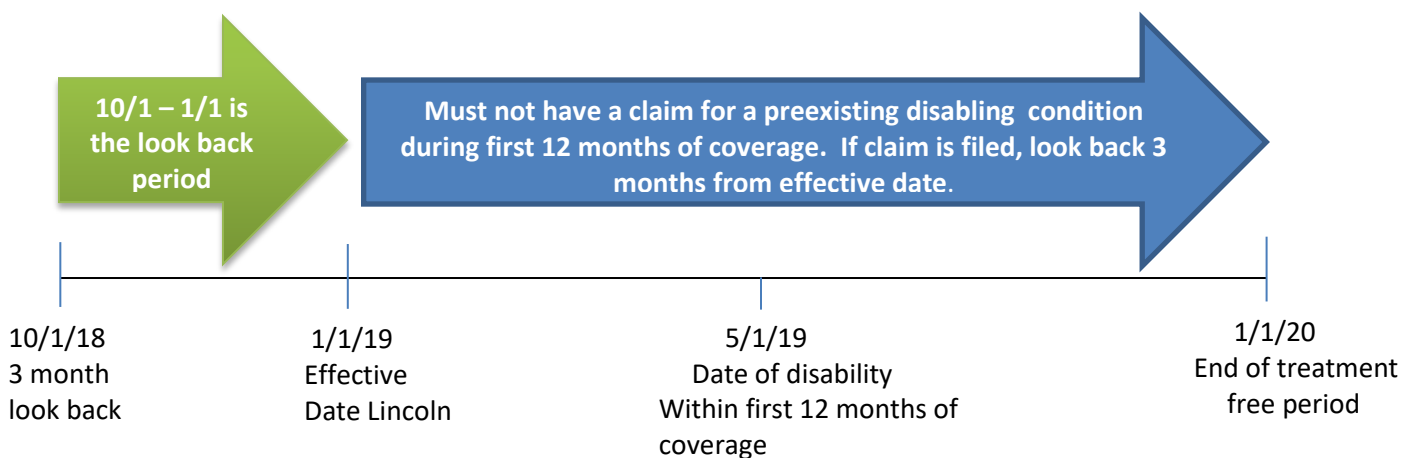 10/1 – 1/1 is
the look back
period
Must not have a claim for a preexisting disabling condition
during first 12 months of coverage. If claim is filed, look back 3
months from effective date.
10/1/18
3 month
look back
1/1/19
Effective
Date Lincoln
5/1/19
Date of disability
Within first 12 months of
coverage
1/1/20
End of treatment
free period